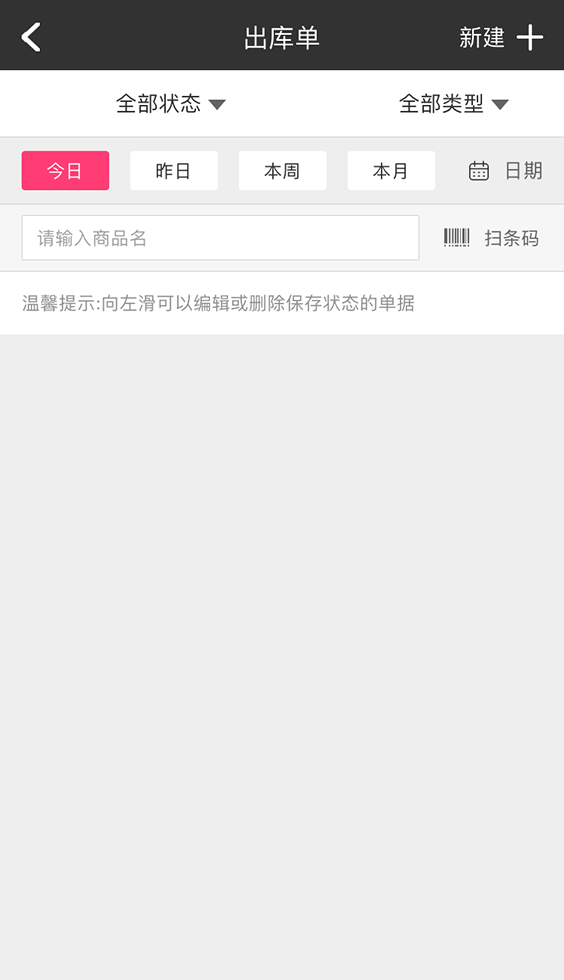 出库单 新建
全部状态 全部类型
今日 昨日 本周 本月 日期
请输入商品名 扫条码
温馨提示:向左滑可以编辑或删除保存状态的单据